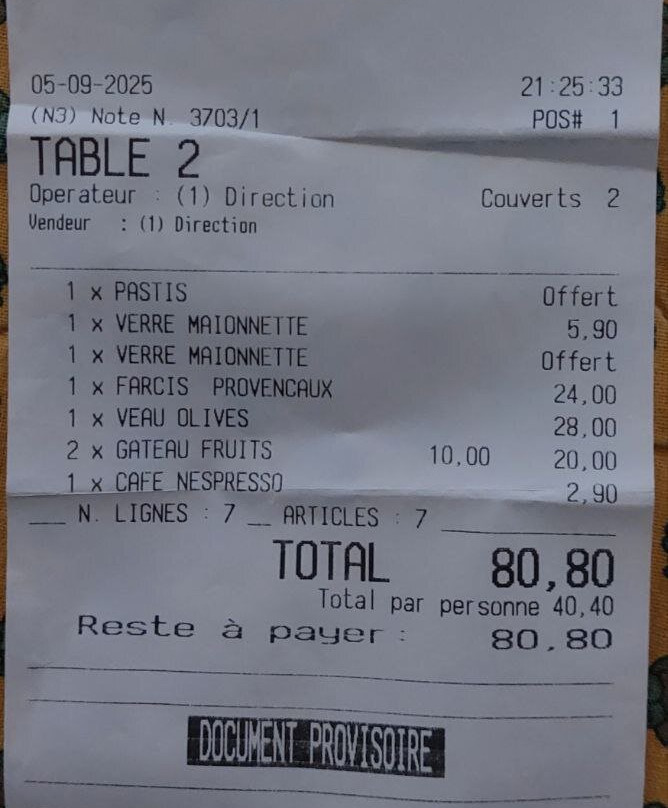 05-09-2025 21:25:33
(N3) Note N. 3703/1 POS# 1
TABLE 2
Operateur : (1) Direction Couverts 2
Vendeur : (1) Direction
1 x PASTIS Offert
1 x VERRE MAIONNETTE 5,90
1 x VERRE MAIONNETTE Offert
1 x FARCIS PROVENCAUX 24,00
1 x VEAU OLIVES 28,00
2 x GATEAU FRUITS 10,00 20,00
1 x CAFE NESPRESSO 2,90
___ N. LIGNES : 7 __ ARTICLES : 7 ___
TOTAL 80,80
Total par personne 40,40
Reste à payer : 80,80
DOCUMENT PROVISOIRE